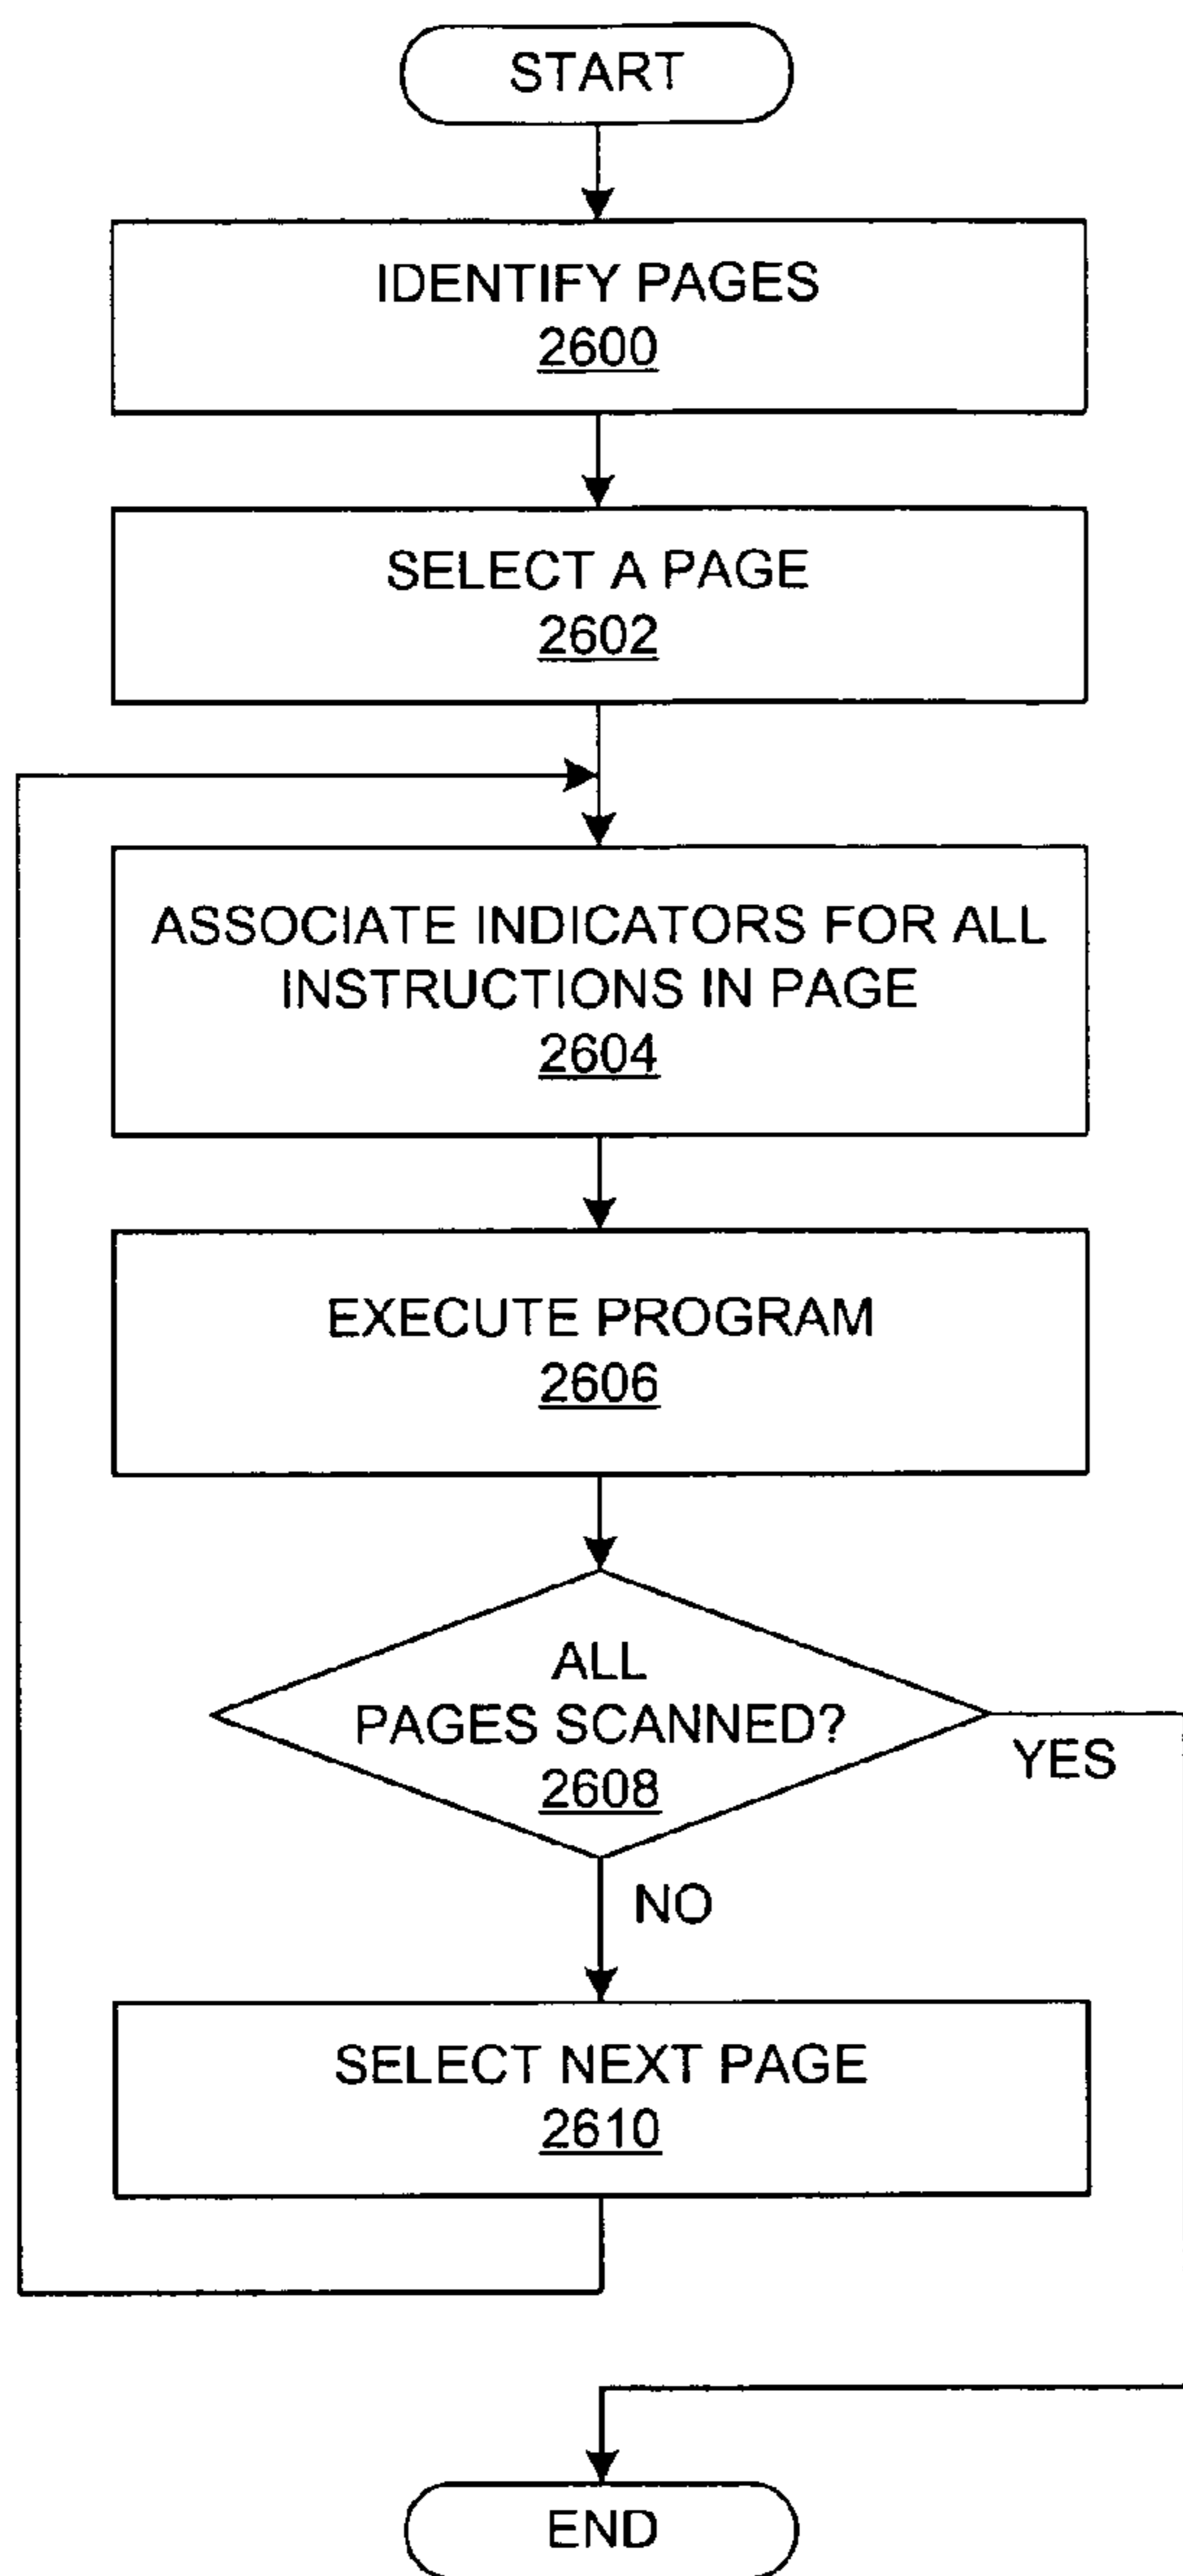 START
IDENTIFY PAGES
2600
SELECT A PAGE
2602
ASSOCIATE INDICATORS FOR ALL
INSTRUCTIONS IN PAGE
2604
EXECUTE PROGRAM
2606
ALL
PAGES SCANNED?
2608
YES
NO
SELECT NEXT PAGE
2610
END